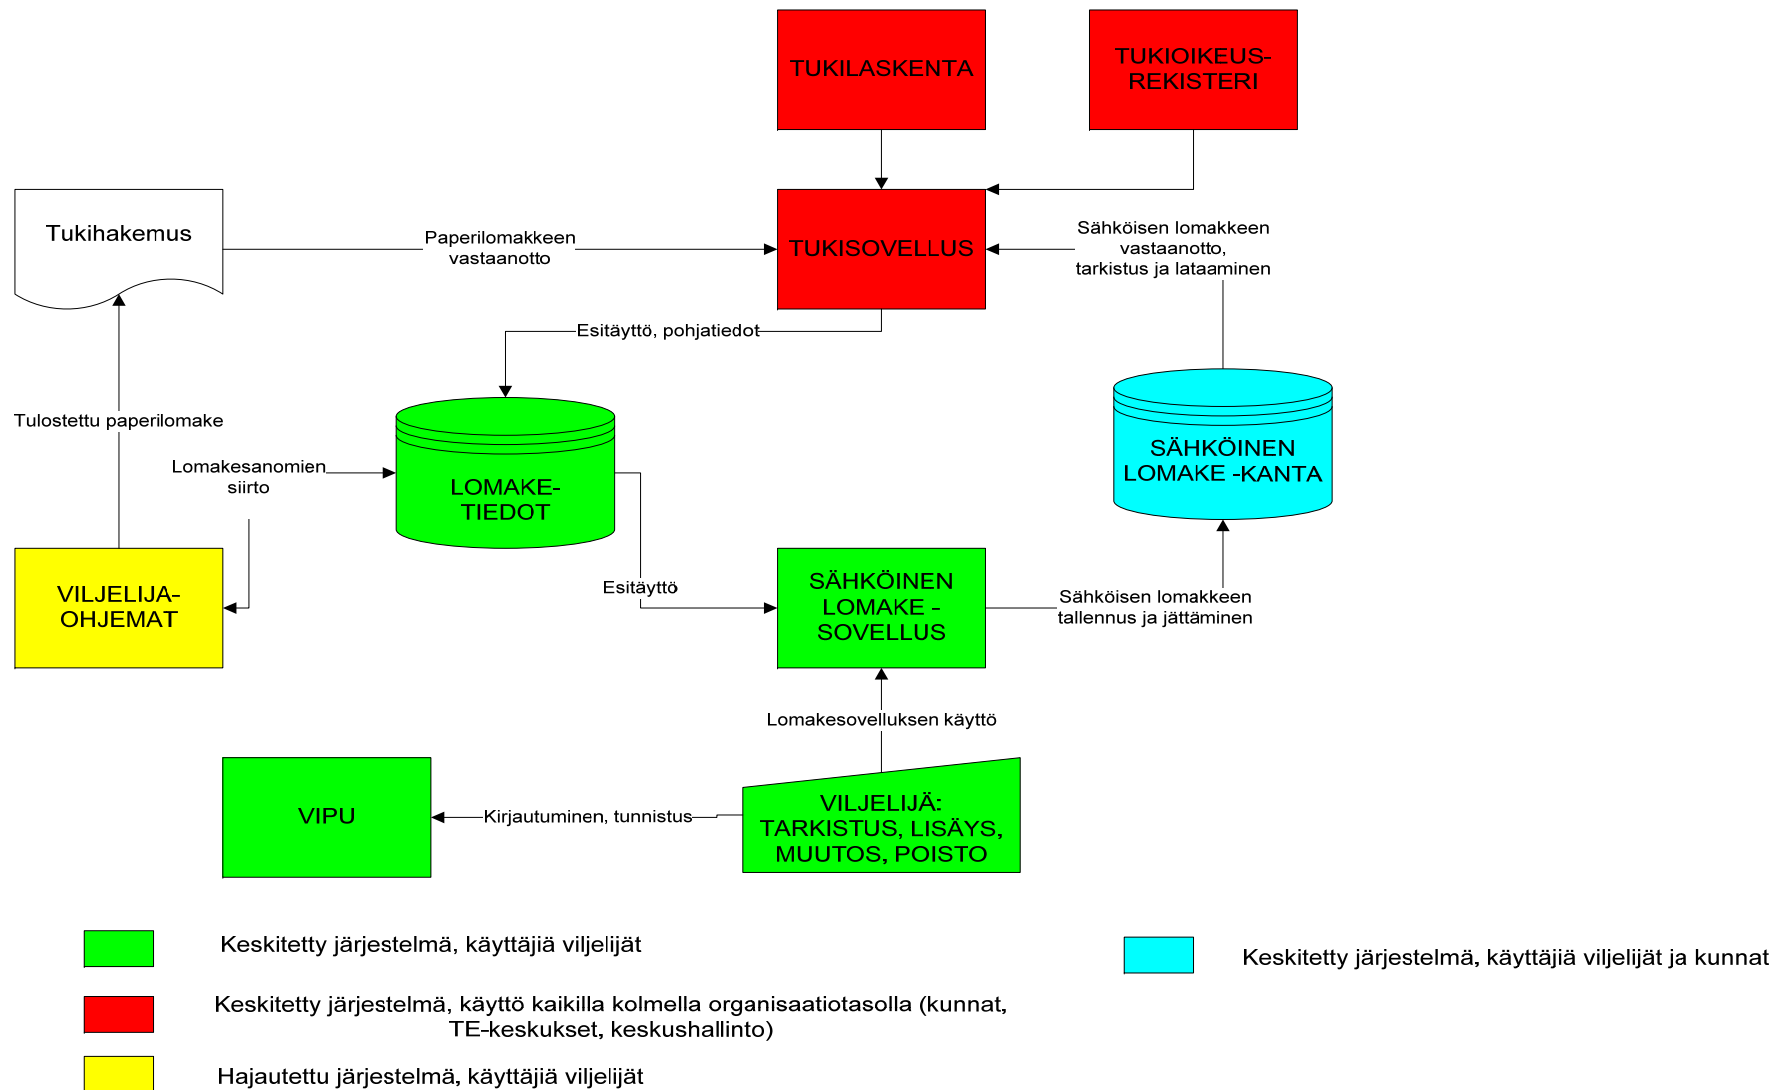 TUKILASKENTA
TUKIOIKEUS-
REKISTERI
Tukihakemus
Paperilomakkeen
vastaanotto
TUKISOVELLUS
Sähköisen lomakkeen
vastaanotto,
tarkistus ja lataaminen
Esitäyttö, pohjatiedot
Tulostettu paperilomake
Lomakesanomien
siirto
LOMAKE-
TIEDOT
SÄHKÖINEN
LOMAKE -KANTA
VILJELIJA-
OHJEMAT
Esitäyttö
SÄHKÖINEN
LOMAKE -
SOVELLUS
Sähköisen lomakkeen
tallennus ja jättäminen
Lomakesovelluksen käyttö
VIPU
Kirjautuminen, tunnistus
VILJELIJÄ:
TARKISTUS, LISÄYS,
MUUTOS, POISTO
Keskitetty järjestelmä, käyttäjiä viljelijät
Keskitetty järjestelmä, käyttäjiä viljelijät ja kunnat
Keskitetty järjestelmä, käyttö kaikilla kolmella organisaatiotasolla (kunnat,
TE-keskukset, keskushallinto)
Hajautettu järjestelmä, käyttäjiä viljelijät